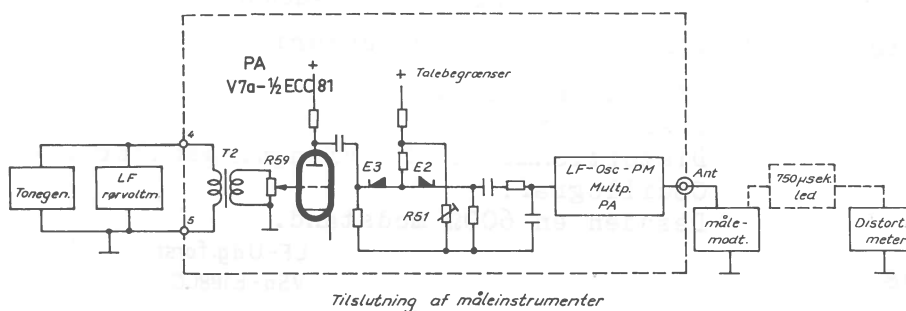 PA
V7a-½ECC81
+
+ Talebegrænser
4
T2
R59
E3
E2
R51
Tonegen.
LF
rørvoltm.
5
LF-Osc-PM
Multp.
PA
Ant
måle-
modt.
750µsek
led
Distort.
meter
Tilslutning af måleinstrumenter